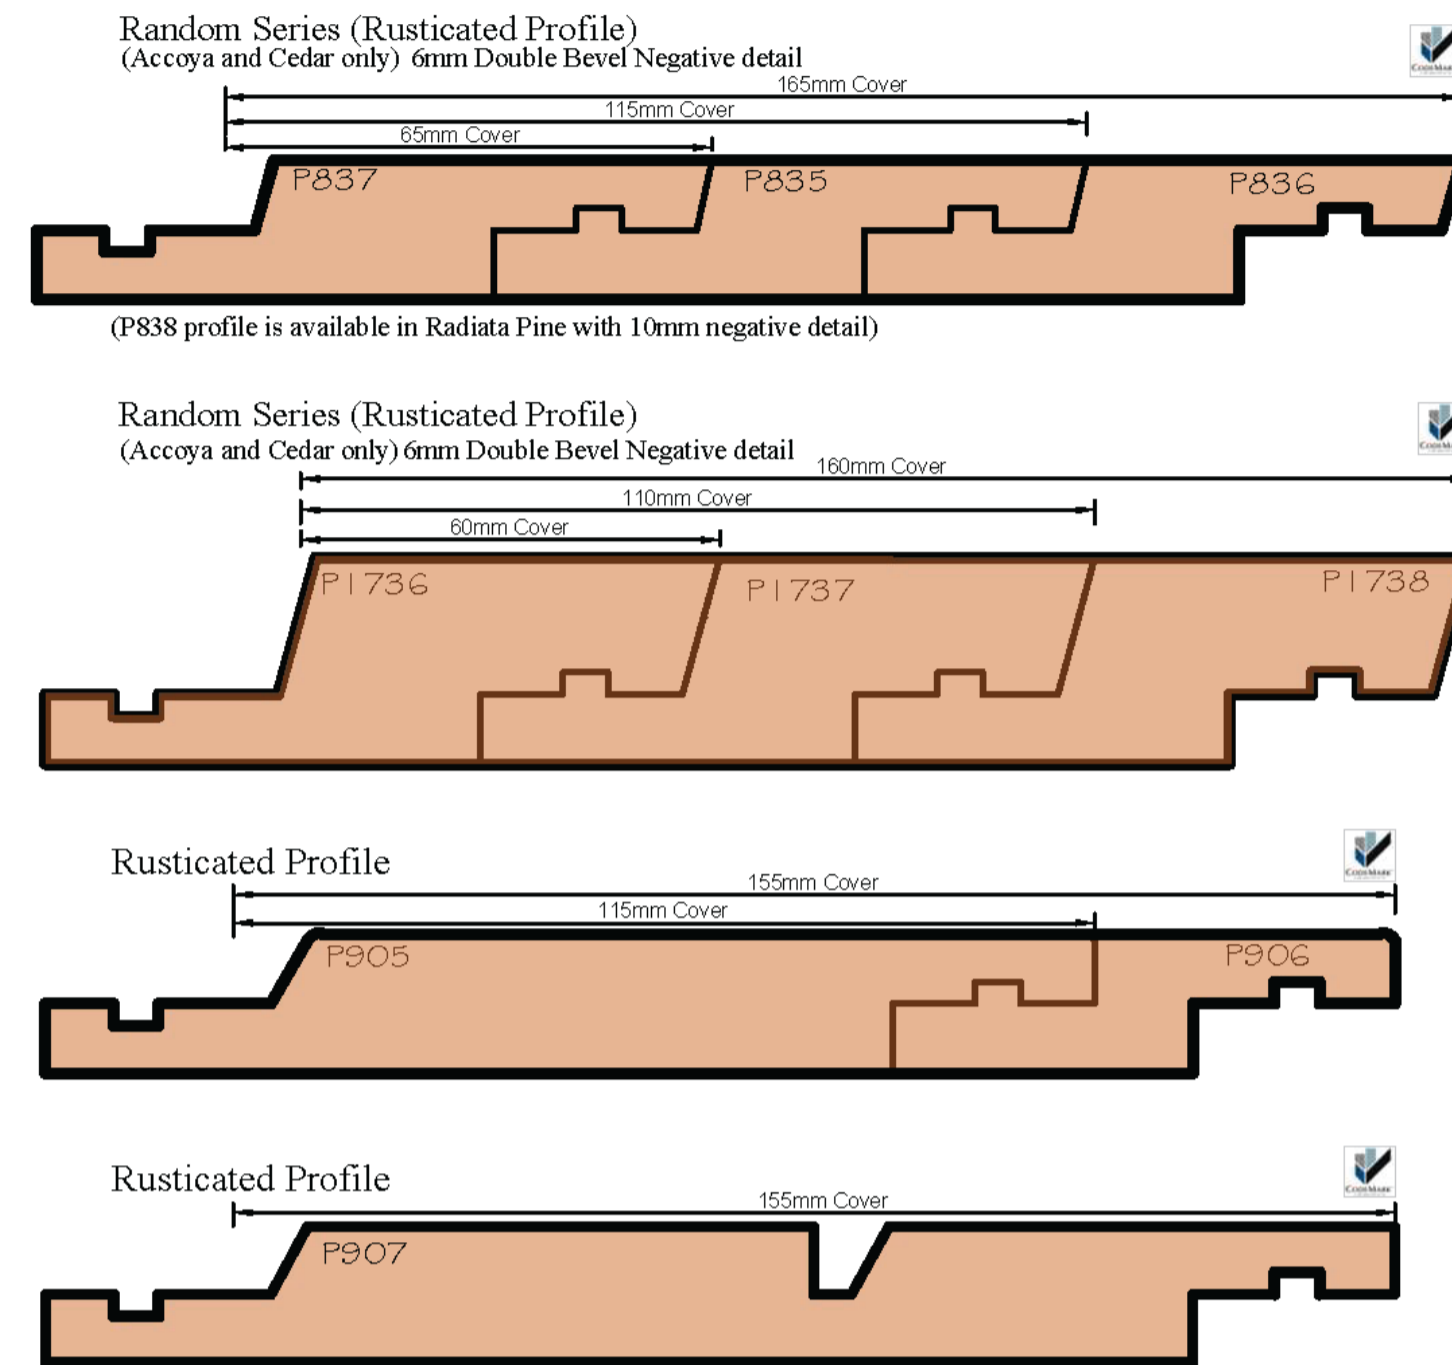 Random Series (Rusticated Profile)
(Accoya and Cedar only) 6mm Double Bevel Negative detail
165mm Cover
115mm Cover
65mm Cover
P837
P835
P836
(P838 profile is available in Radiata Pine with 10mm negative detail)
Random Series (Rusticated Profile)
(Accoya and Cedar only) 6mm Double Bevel Negative detail
160mm Cover
110mm Cover
60mm Cover
P1736
P1737
P1738
Rusticated Profile
CodeMark
155mm Cover
115mm Cover
P905
P906
Rusticated Profile
CodeMark
155mm Cover
P907